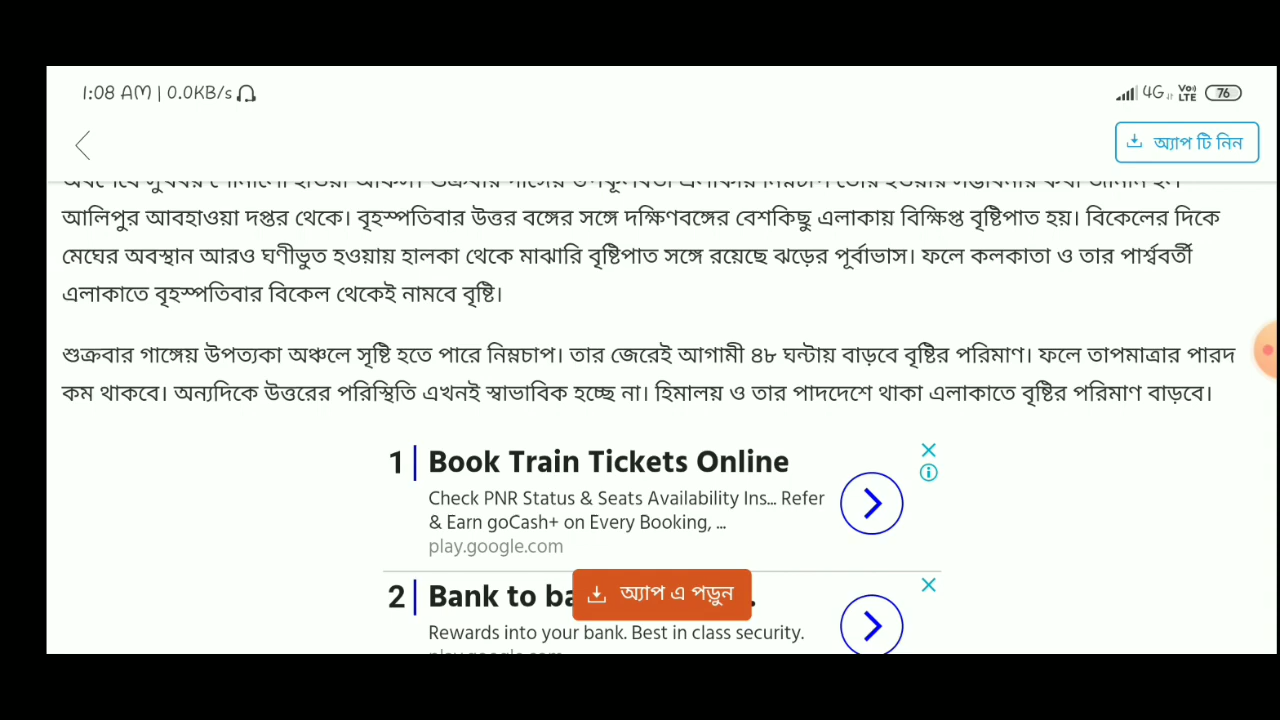 1:08 AM | 0.0KB/s
4G VoLTE 76
অ্যাপ টি নিন
আলিপুর আবহাওয়া দপ্তর থেকে। বৃহস্পতিবার উত্তর বঙ্গের সঙ্গে দক্ষিণবঙ্গের বেশকিছু এলাকায় বিক্ষিপ্ত বৃষ্টিপাত হয়। বিকেলের দিকে
মেঘের অবস্থান আরও ঘণীভুত হওয়ায় হালকা থেকে মাঝারি বৃষ্টিপাত সঙ্গে রয়েছে ঝড়ের পূর্বাভাস। ফলে কলকাতা ও তার পার্শ্ববর্তী
এলাকাতে বৃহস্পতিবার বিকেল থেকেই নামবে বৃষ্টি।
শুক্রবার গাঙ্গেয় উপত্যকা অঞ্চলে সৃষ্টি হতে পারে নিম্নচাপ। তার জেরেই আগামী ৪৮ ঘন্টায় বাড়বে বৃষ্টির পরিমাণ। ফলে তাপমাত্রার পারদ
কম থাকবে। অন্যদিকে উত্তরের পরিস্থিতি এখনই স্বাভাবিক হচ্ছে না। হিমালয় ও তার পাদদেশে থাকা এলাকাতে বৃষ্টির পরিমাণ বাড়বে।
1 Book Train Tickets Online
Check PNR Status & Seats Availability Ins... Refer
& Earn goCash+ on Every Booking, ...
play.google.com
2 Bank to
অ্যাপ এ পড়ুন
Rewards into your bank. Best in class security.